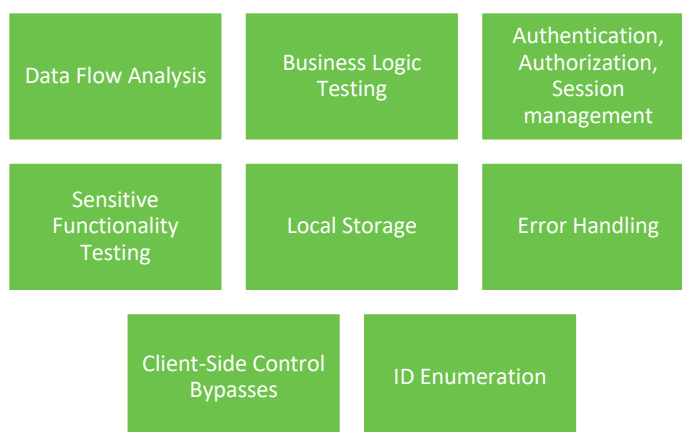 Data Flow Analysis
Business Logic
Testing
Authentication,
Authorization,
Session
management
Sensitive
Functionality
Testing
Local Storage
Error Handling
Client-Side Control
Bypasses
ID Enumeration